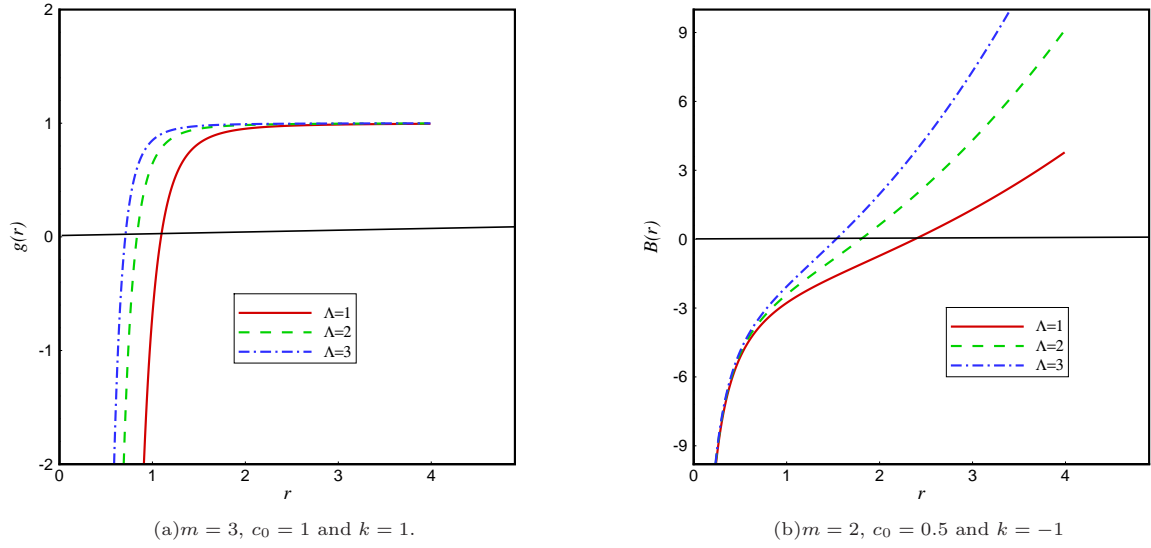 2
1
0
-1
-2
g(r)
Λ=1
Λ=2
Λ=3
0 1 2 3 4
r
(a)m = 3, c₀ = 1 and k = 1.
9
6
3
0
-3
-6
-9
B(r)
Λ=1
Λ=2
Λ=3
0 1 2 3 4
r
(b)m = 2, c₀ = 0.5 and k = −1